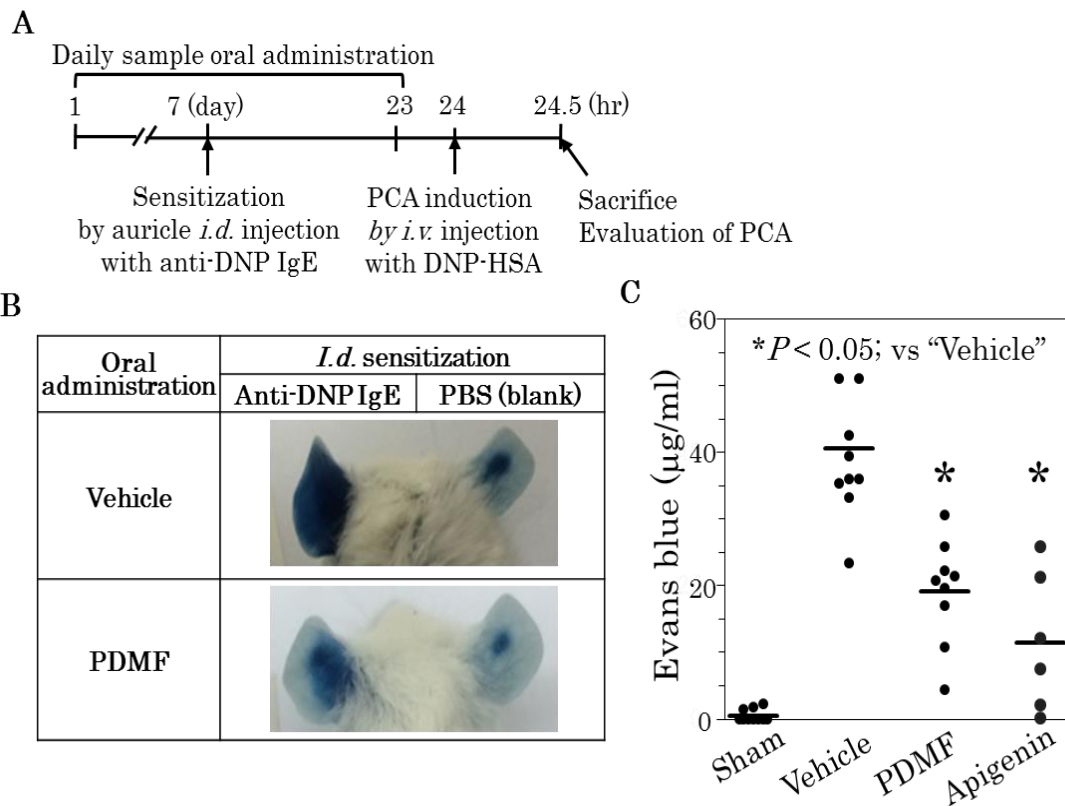 A
Daily sample oral administration
1 7 (day) 23 24 24.5 (hr)
Sensitization
by auricle i.d. injection
with anti-DNP IgE
PCA induction
by i.v. injection
with DNP-HSA
Sacrifice
Evaluation of PCA
B
Oral
administration
I.d. sensitization
Anti-DNP IgE PBS (blank)
Vehicle
PDMF
C
*P < 0.05; vs “Vehicle”
Evans blue (μg/ml)
60
40
20
0
* *
Sham Vehicle PDMF Apigenin